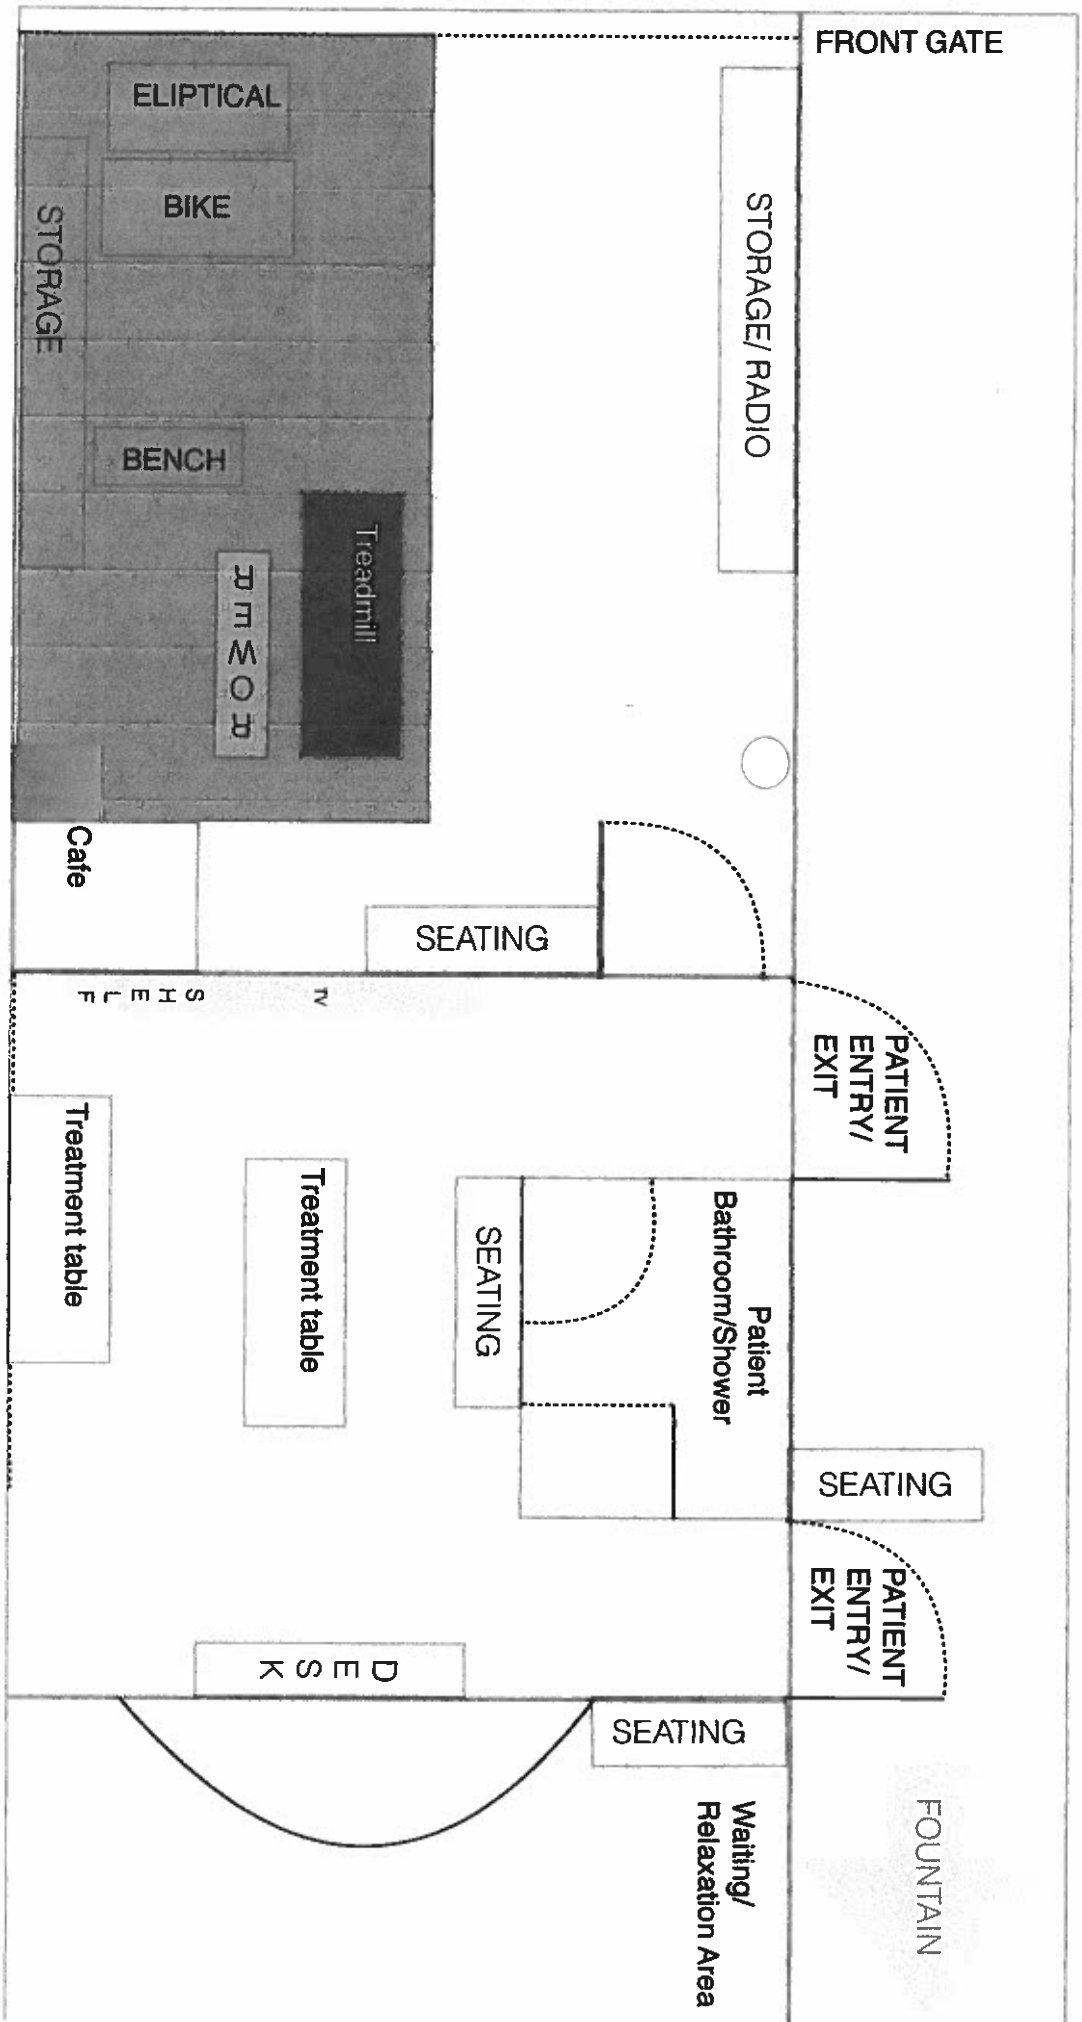 FRONT GATE
ELIPTICAL
BIKE
STORAGE
STORAGE/ RADIO
BENCH
Treadmill
ROWER
Cafe
SEATING
SHELF
TV
PATIENT
ENTRY/
EXIT
Treatment table
Treatment table
SEATING
Patient
Bathroom/Shower
SEATING
PATIENT
ENTRY/
EXIT
DESK
SEATING
Waiting/
Relaxation Area
FOUNTAIN